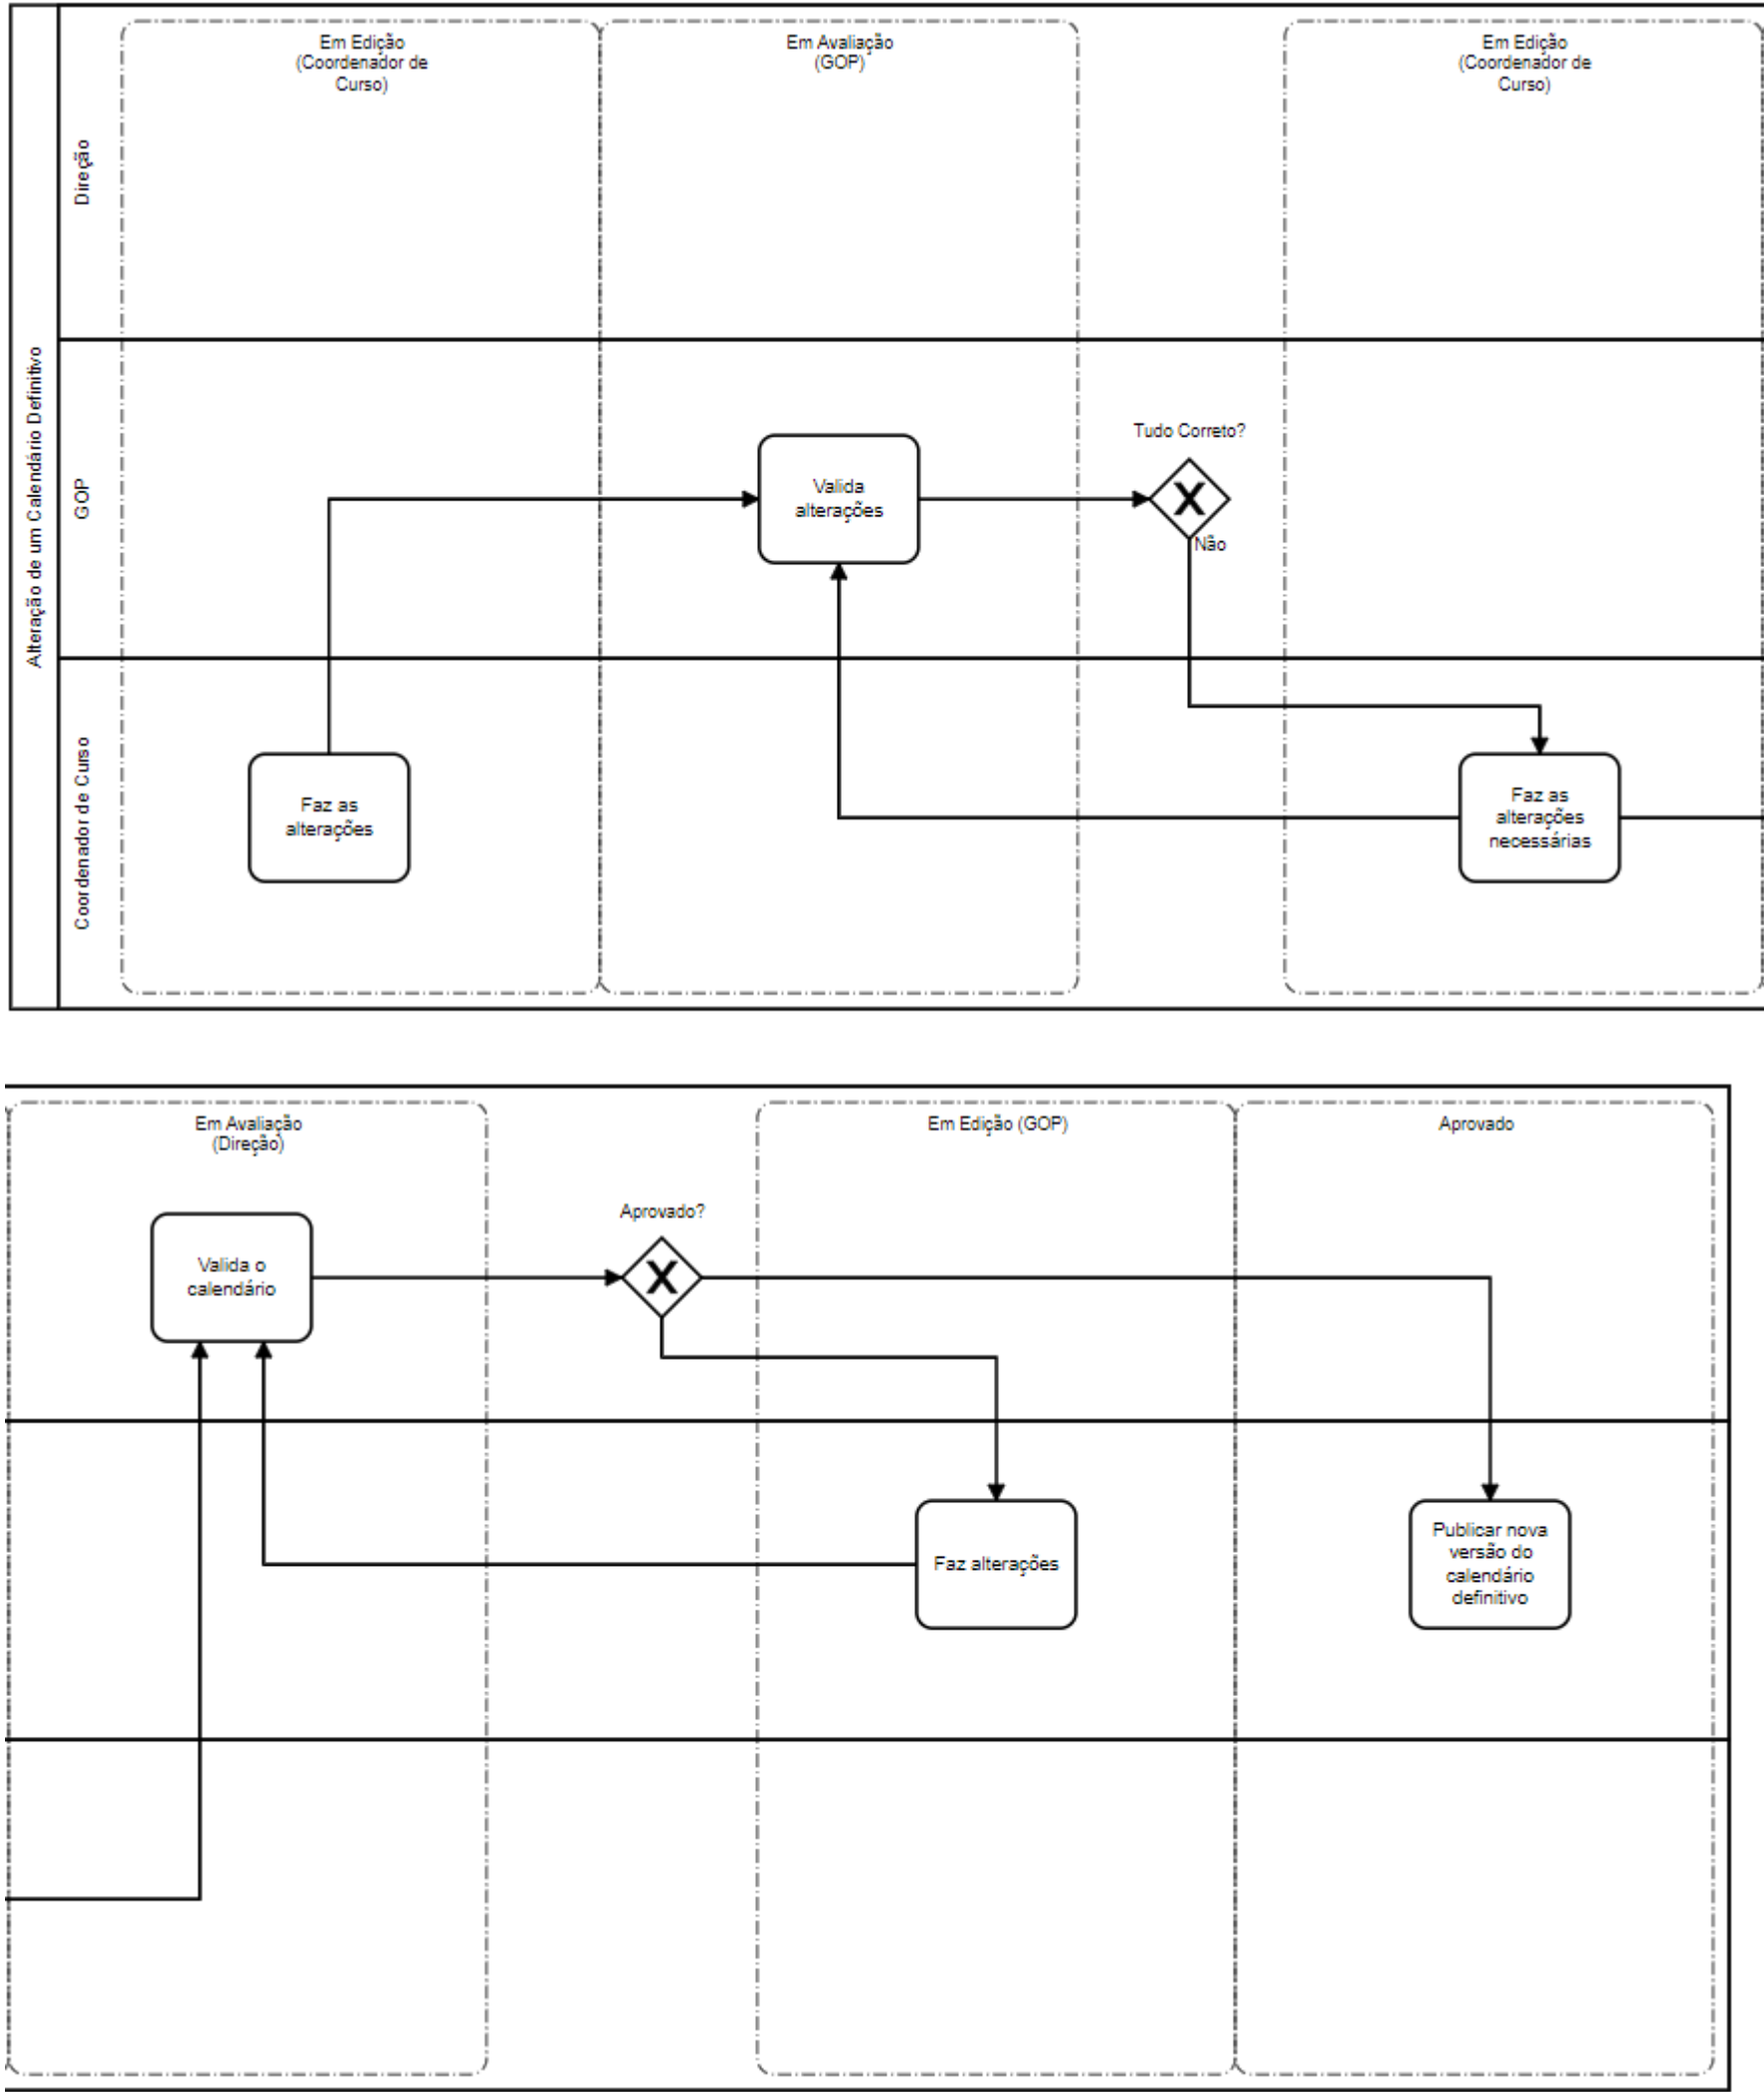 Alteração de um Calendário Definitivo
Direção
GOP
Coordenador de Curso
Em Edição
(Coordenador de
Curso)
Em Avaliação
(GOP)
Em Edição
(Coordenador de
Curso)
Valida
alterações
Tudo Correto?
X
Não
Faz as
alterações
Faz as
alterações
necessárias
Em Avaliação
(Direção)
Em Edição (GOP)
Aprovado
Valida o
calendário
Aprovado?
X
Faz alterações
Publicar nova
versão do
calendário
definitivo